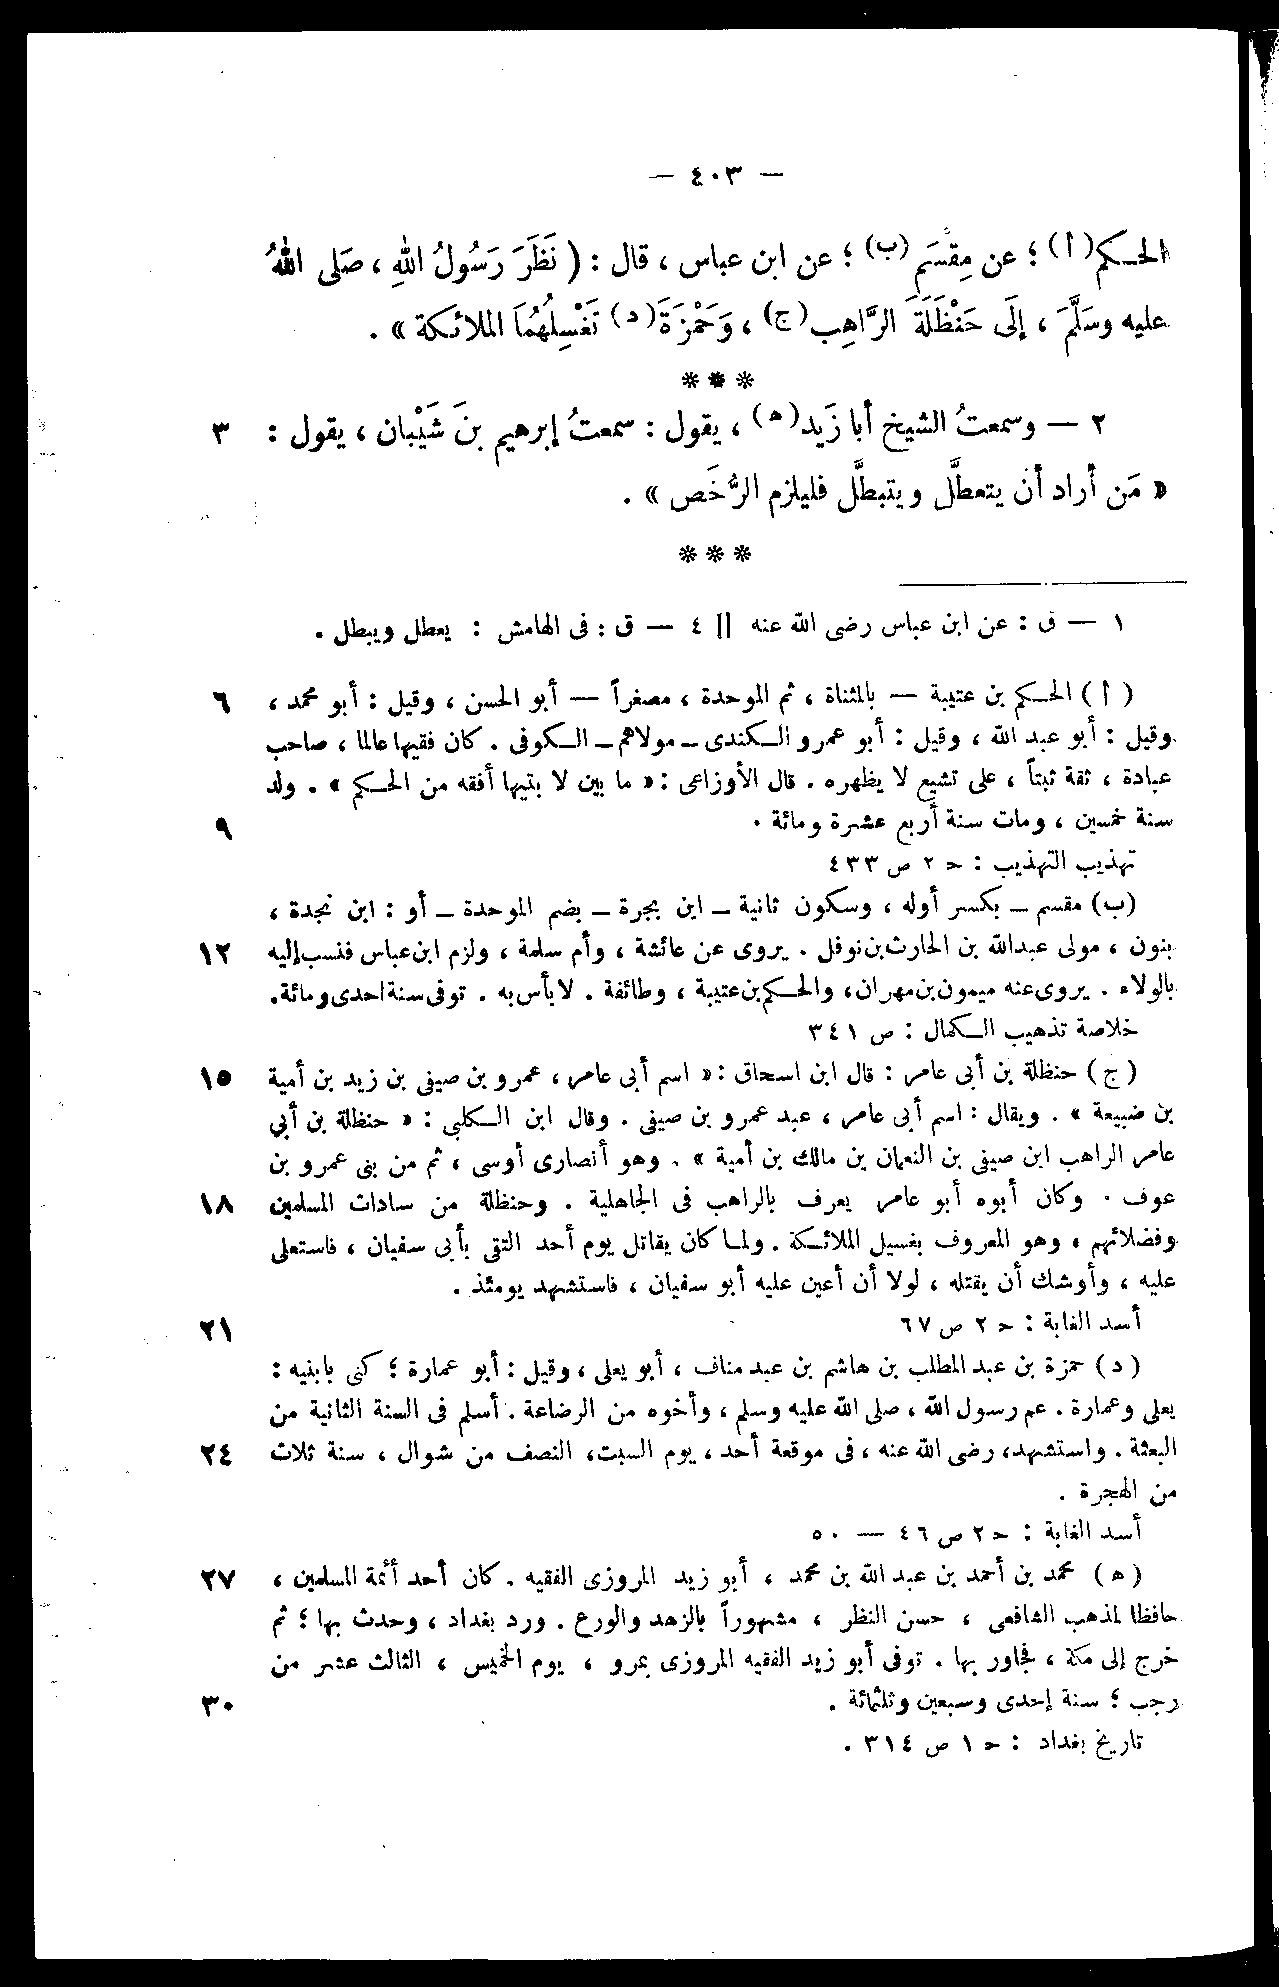 — ٤٠٣ —
الحـكم(أ)؛ عن مِقْسَم(ب)؛ عن ابن عباس، قال: (نَظَرَ رَسُولُ اللهِ، صَلى اللهُ
عليه وسَلَّمَ، إلَى حَنْظَلَةَ الرَّاهِبِ(ج)، وَحَمْزَةَ(د) تَغْسِلُهُمَا الملائكة».
***
٢ — وسمعتُ الشيخ أبا زَيد(ه)، يقول: سمعتُ إبرهيم بنَ شَيْبان، يقول: ٣
« مَن أراد أن يتعطَّل ويتبطَّل فليلزم الرُّخَص ».
***
١ — ق: عن ابن عباس رضى الله عنه || ٤ — ق: فى الهامش: يعطل ويبطل.
(أ) الحـكم بن عتيبة — بالمثناة، ثم الموحدة، مصغراً — أبو الحسن، وقيل: أبو محمد، ٦
وقيل: أبو عبد الله، وقيل: أبو عمرو الـكندى - مولاهم - الـكوفى. كان فقيها عالما، صاحب
عبادة، ثقة ثبتاً، على تشيع لا يظهره. قال الأوزاعى: « ما بين لا بتيها أفقه من الحـكم ». ولد
سنة خمسين، ومات سنة أربع عشرة ومائة. ٩
تهذيب التهذيب: حـ ٢ ص ٤٣٣
(ب) مقسم - بكسر أوله، وسكون ثانية - ابن بجرة - بضم الموحدة - أو: ابن نجدة،
بنون، مولى عبدالله بن الحارث بن نوفل. يروى عن عائشة، وأم سلمة، ولزم ابن عباس فنسب إليه ١٢
بالولاء. يروى عنه ميمون بن مهران، والحـكم بن عتيبة، وطائفة. لا بأس به. توفى سنة احدى ومائة.
خلاصة تذهيب الـكمال: ص ٣٤١
(ج) حنظلة بن أبى عامر: قال ابن اسحاق: « اسم أبى عامر، عمرو بن صيفى بن زيد بن أمية ١٥
بن ضبيعة ». ويقال: اسم أبى عامر، عبد عمرو بن صيفى. وقال ابن الـكلبى: « حنظلة بن أبي
عامر الراهب ابن صيفى بن النعمان بن مالك بن أمية ». وهو أنصارى أوسى، ثم من بنى عمرو بن
عوف. وكان أبوه أبو عامر يعرف بالراهب فى الجاهلية. وحنظلة من سادات المسلمين ١٨
وفضلائهم، وهو المعروف بغسيل الملائـكة. ولمـا كان يقاتل يوم أحد التقى بأبى سفيان، فاستعلى
عليه، وأوشك أن يقتله، لولا أن أعين عليه أبو سفيان، فاستشهد يومئذ.
أسد الغابة: حـ ٢ ص ٦٧ ٢١
(د) حمزة بن عبد المطلب بن هاشم بن عبد مناف، أبو يعلى، وقيل: أبو عمارة؛ كنى بابنيه:
يعلى وعمارة. عم رسول الله، صلى الله عليه وسلم، وأخوه من الرضاعة. أسلم فى السنة الثانية من
البعثة. واستشهد، رضى الله عنه، فى موقعة أحد، يوم السبت، النصف من شوال، سنة ثلاث ٢٤
من الهجرة.
أسد الغابة: حـ ٢ ص ٤٦ — ٥٠
(ه) محمد بن أحمد بن عبد الله بن محمد، أبو زيد المروزى الفقيه. كان أحد أئمة المسلمين، ٢٧
حافظا لمذهب الشافعى، حسن النظر، مشهوراً بالزهد والورع. ورد بغداد، وحدث بها؛ ثم
خرج إلى مكة، فجاور بها. توفى أبو زيد الفقيه المروزى بمرو، يوم الخميس، الثالث عشر من
رجب؛ سنة إحدى وسبعين وثلثمائة. ٣٠
تاريخ بغداد: حـ ١ ص ٣١٤.